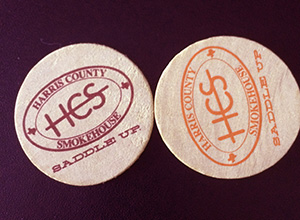 HARRIS COUNTY
HCS
SMOKEHOUSE
SADDLE UP
HARRIS COUNTY
HCS
SMOKEHOUSE
SADDLE UP